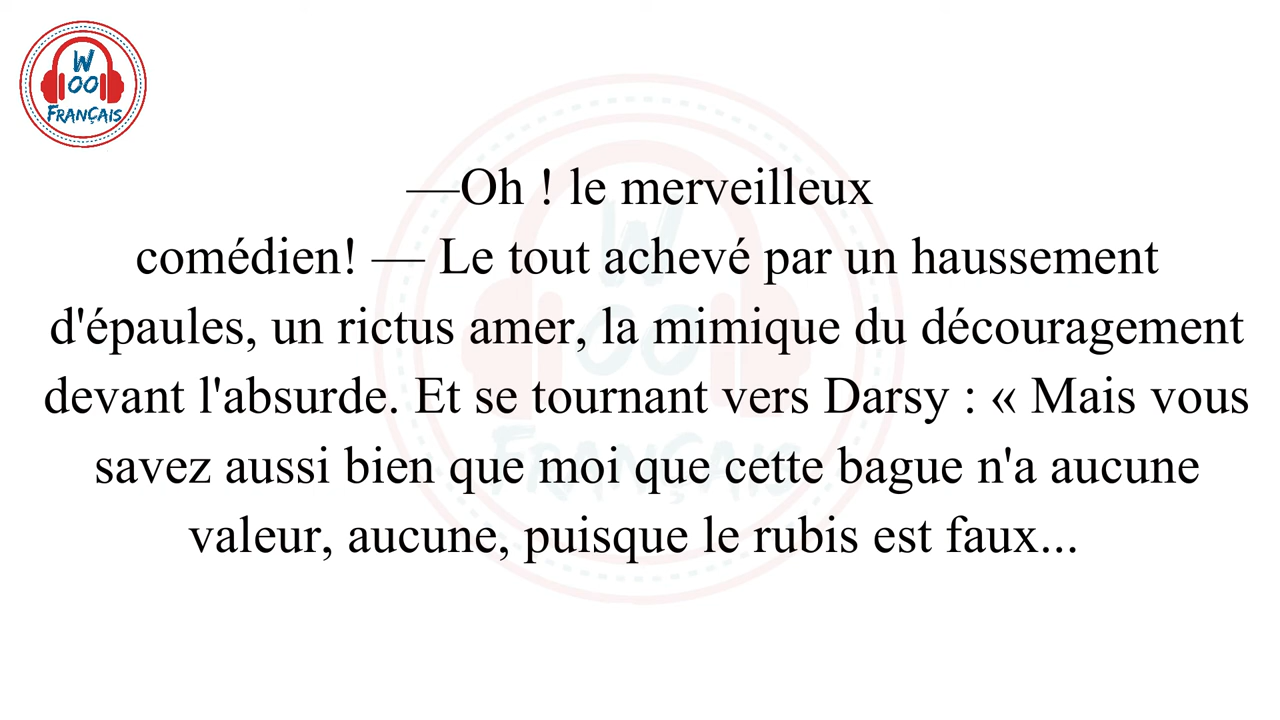 W
OO
FRANÇAIS
—Oh ! le merveilleux
comédien! — Le tout achevé par un haussement
d'épaules, un rictus amer, la mimique du découragement
devant l'absurde. Et se tournant vers Darsy : « Mais vous
savez aussi bien que moi que cette bague n'a aucune
valeur, aucune, puisque le rubis est faux...